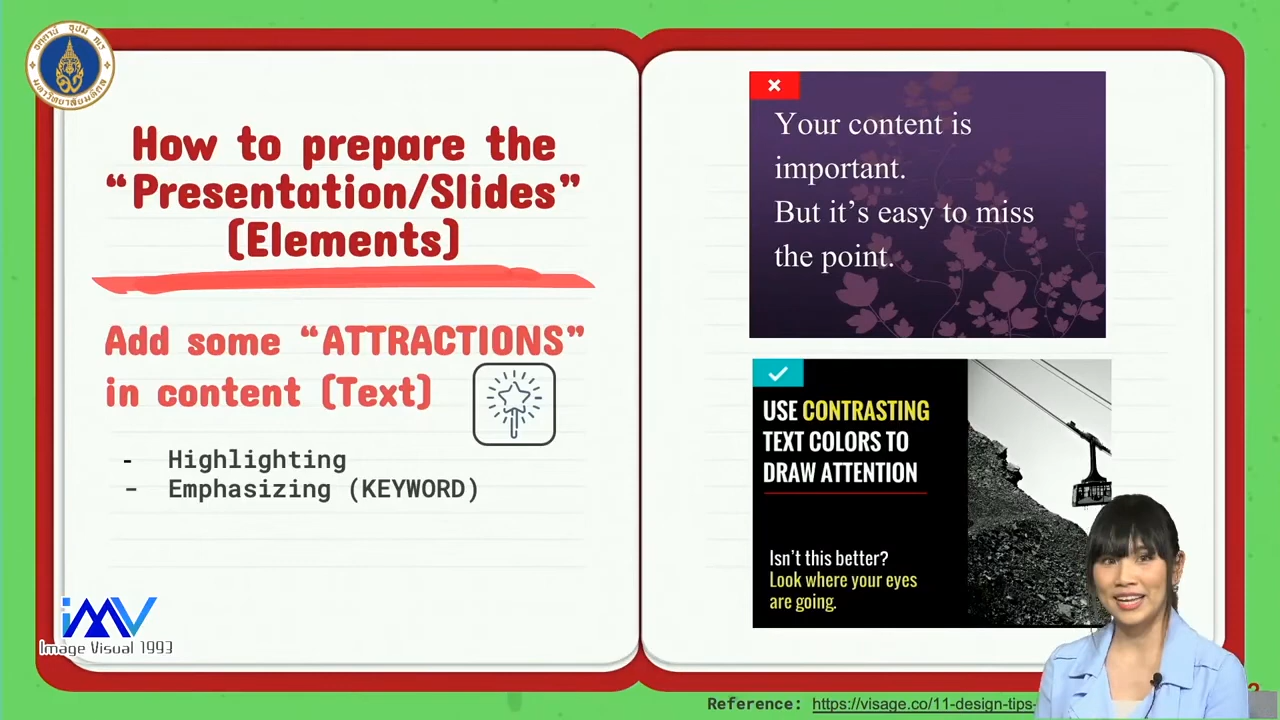 How to prepare the
“Presentation/Slides”
(Elements)
Add some “ATTRACTIONS”
in content (Text)
- Highlighting
- Emphasizing (KEYWORD)
iMV
Image Visual 1993
Your content is
important.
But it’s easy to miss
the point.
USE CONTRASTING
TEXT COLORS TO
DRAW ATTENTION
Isn’t this better?
Look where your eyes
are going.
Reference: https://visage.co/11-design-tips-